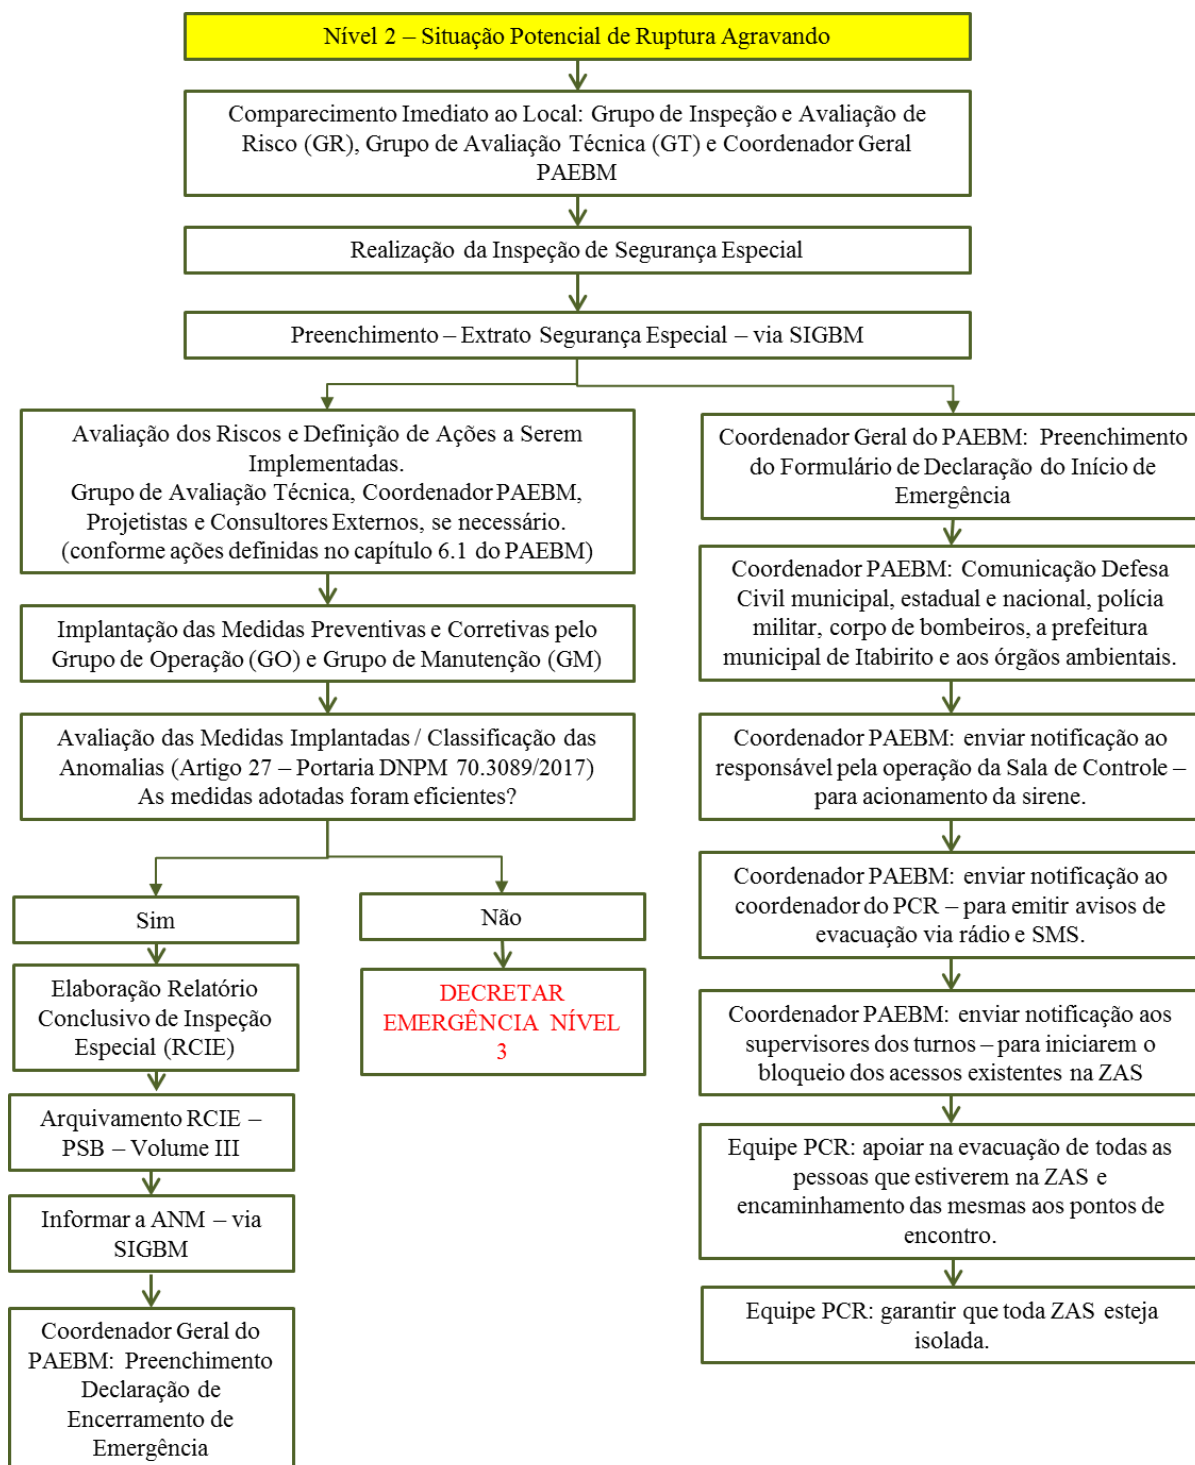 Nível 2 – Situação Potencial de Ruptura Agravando
Comparecimento Imediato ao Local: Grupo de Inspeção e Avaliação de
Risco (GR), Grupo de Avaliação Técnica (GT) e Coordenador Geral
PAEBM
Realização da Inspeção de Segurança Especial
Preenchimento – Extrato Segurança Especial – via SIGBM
Avaliação dos Riscos e Definição de Ações a Serem
Implementadas.
Grupo de Avaliação Técnica, Coordenador PAEBM,
Projetistas e Consultores Externos, se necessário.
(conforme ações definidas no capítulo 6.1 do PAEBM)
Implantação das Medidas Preventivas e Corretivas pelo
Grupo de Operação (GO) e Grupo de Manutenção (GM)
Avaliação das Medidas Implantadas / Classificação das
Anomalias (Artigo 27 – Portaria DNPM 70.3089/2017)
As medidas adotadas foram eficientes?
Sim
Elaboração Relatório
Conclusivo de Inspeção
Especial (RCIE)
Arquivamento RCIE –
PSB – Volume III
Informar a ANM – via
SIGBM
Coordenador Geral do
PAEBM: Preenchimento
Declaração de
Encerramento de
Emergência
Não
DECRETAR
EMERGÊNCIA NÍVEL
3
Coordenador Geral do PAEBM: Preenchimento
do Formulário de Declaração do Início de
Emergência
Coordenador PAEBM: Comunicação Defesa
Civil municipal, estadual e nacional, polícia
militar, corpo de bombeiros, a prefeitura
municipal de Itabirito e aos órgãos ambientais.
Coordenador PAEBM: enviar notificação ao
responsável pela operação da Sala de Controle –
para acionamento da sirene.
Coordenador PAEBM: enviar notificação ao
coordenador do PCR – para emitir avisos de
evacuação via rádio e SMS.
Coordenador PAEBM: enviar notificação aos
supervisores dos turnos – para iniciarem o
bloqueio dos acessos existentes na ZAS
Equipe PCR: apoiar na evacuação de todas as
pessoas que estiverem na ZAS e
encaminhamento das mesmas aos pontos de
encontro.
Equipe PCR: garantir que toda ZAS esteja
isolada.